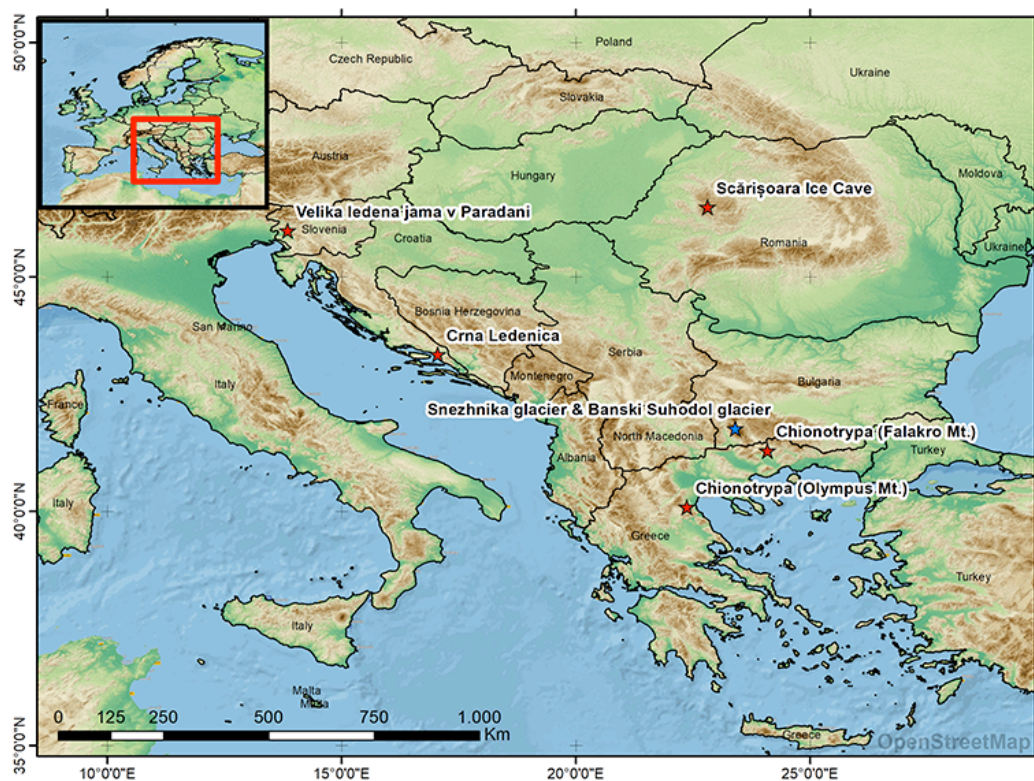 50°0'0"N
Poland
Czech Republic
Ukraine
Slovakia
Austria
Hungary
Moldova
Scărișoara Ice Cave
Velika ledena jama v Paradani
Slovenia
Croatia
Romania
Ukraine
45°0'0"N
Bosnia Herzegovina
San Marino
Crna Ledenica
Serbia
Montenegro
Bulgaria
Italy
France
Snezhnika glacier & Banski Suhodol glacier
North Macedonia
Chionotrypa (Falakro Mt.)
Turkey
Albania
Chionotrypa (Olympus Mt.)
Italy
40°0'0"N
Greece
Turkey
Italy
Malta
Malta
0 125 250 500 750 1.000
Km
Greece
OpenStreetMap
35°0'0"N
10°0'0"E 15°0'0"E 20°0'0"E 25°0'0"E